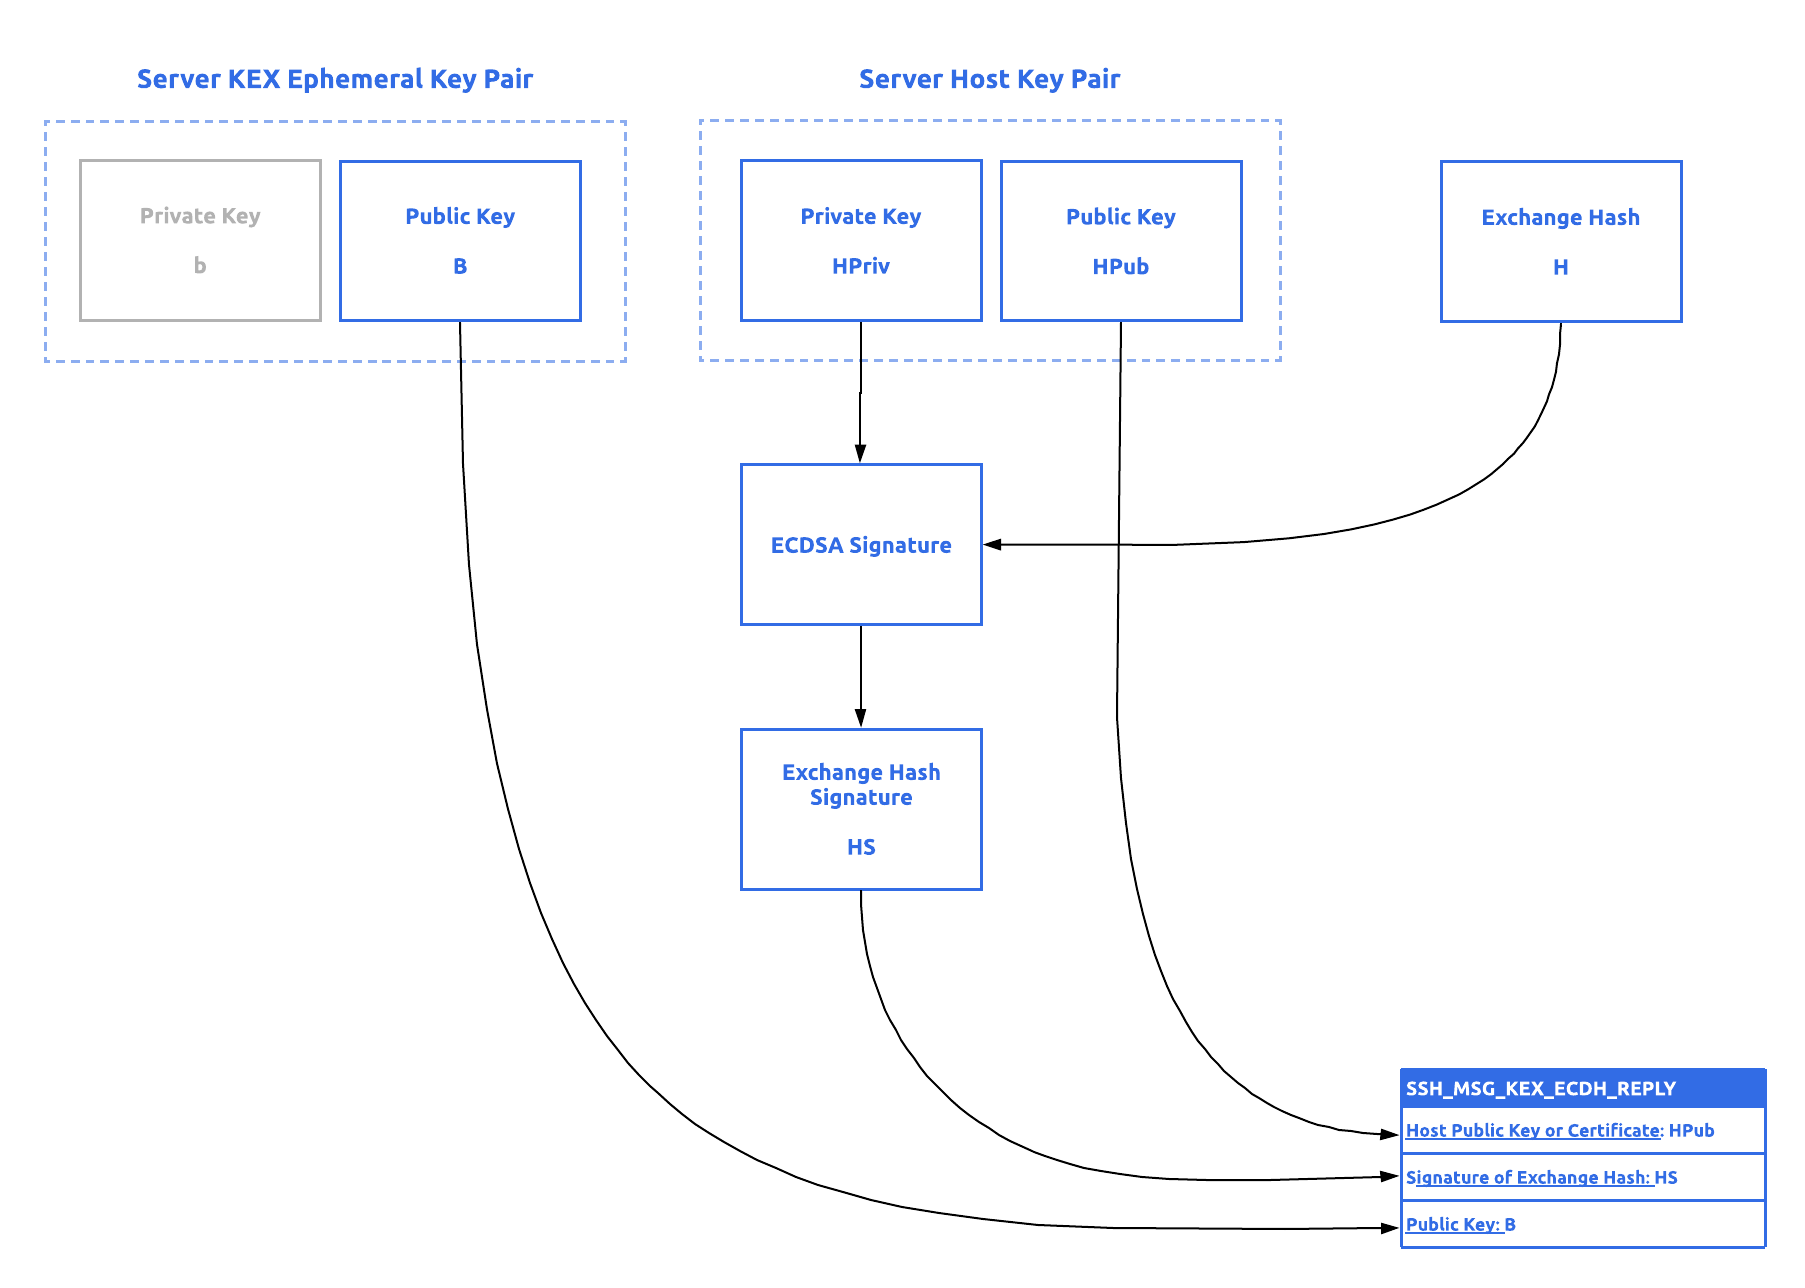 Server KEX Ephemeral Key Pair
Server Host Key Pair
Private Key
b
Public Key
B
Private Key
HPriv
Public Key
HPub
Exchange Hash
H
ECDSA Signature
Exchange Hash
Signature
HS
SSH_MSG_KEX_ECDH_REPLY
Host Public Key or Certificate: HPub
Signature of Exchange Hash: HS
Public Key: B